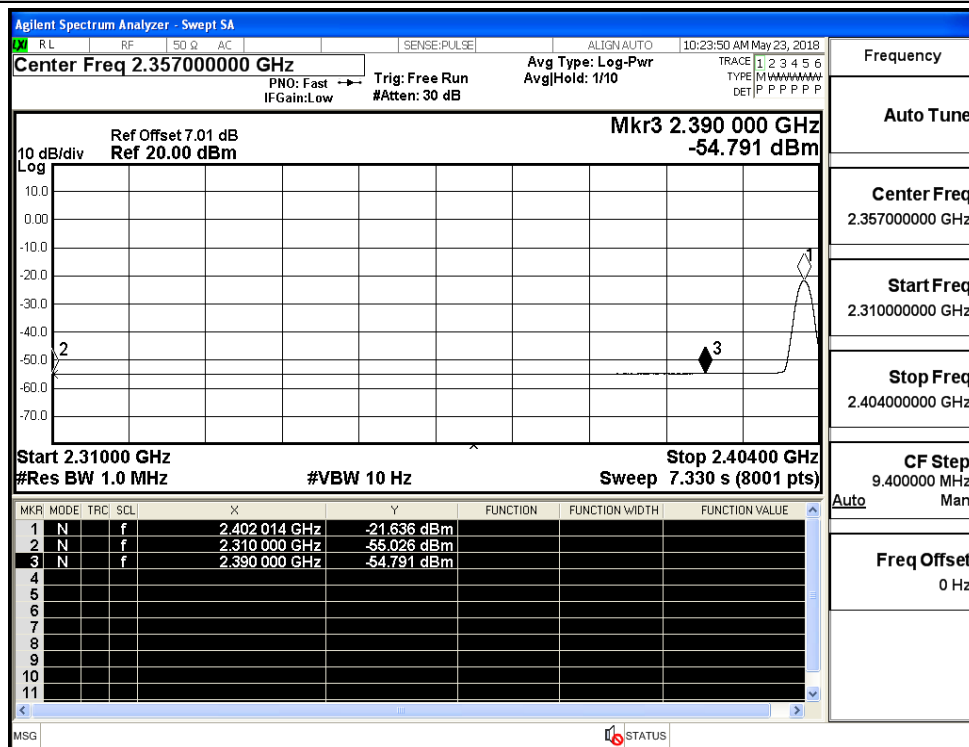 Agilent Spectrum Analyzer - Swept SA
LXI RL RF 50 Ω AC SENSE:PULSE ALIGN AUTO 10:23:50 AM May 23, 2018
Center Freq 2.357000000 GHz
PNO: Fast
IFGain:Low
Trig: Free Run
#Atten: 30 dB
Avg Type: Log-Pwr
Avg|Hold: 1/10
TRACE 1 2 3 4 5 6
TYPE M W W W W W
DET P P P P P P
Ref Offset 7.01 dB
10 dB/div Ref 20.00 dBm
Log
Mkr3 2.390 000 GHz
-54.791 dBm
10.0
0.00
-10.0
-20.0
-30.0
-40.0
-50.0
-60.0
-70.0
1
2
3
Start 2.31000 GHz Stop 2.40400 GHz
#Res BW 1.0 MHz #VBW 10 Hz Sweep 7.330 s (8001 pts)
MKR MODE TRC SCL X Y FUNCTION FUNCTION WIDTH FUNCTION VALUE
1 N f 2.402 014 GHz -21.636 dBm
2 N f 2.310 000 GHz -55.026 dBm
3 N f 2.390 000 GHz -54.791 dBm
4
5
6
7
8
9
10
11
MSG STATUS
Frequency
Auto Tune
Center Freq
2.357000000 GHz
Start Freq
2.310000000 GHz
Stop Freq
2.404000000 GHz
CF Step
9.400000 MHz
Auto Man
Freq Offset
0 Hz